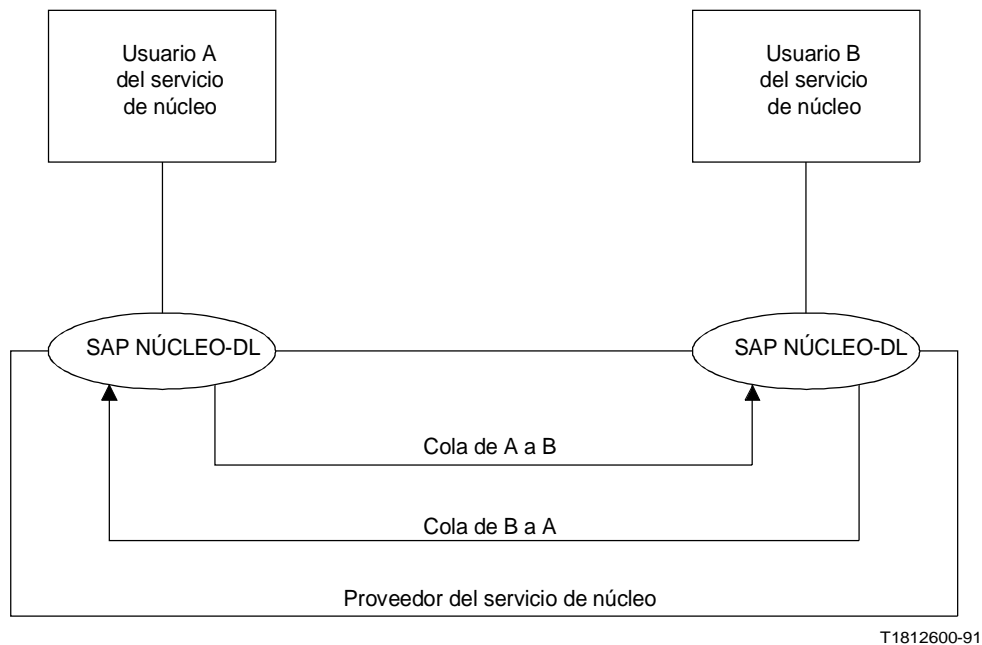 Usuario A
del servicio
de núcleo
Usuario B
del servicio
de núcleo
SAP NÚCLEO-DL
SAP NÚCLEO-DL
Cola de A a B
Cola de B a A
Proveedor del servicio de núcleo
T1812600-91